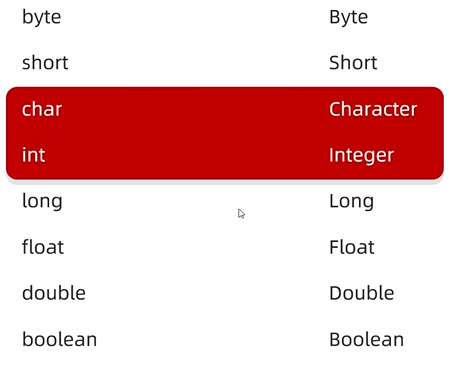 byte Byte
short Short
char Character
int Integer
long Long
float Float
double Double
boolean Boolean